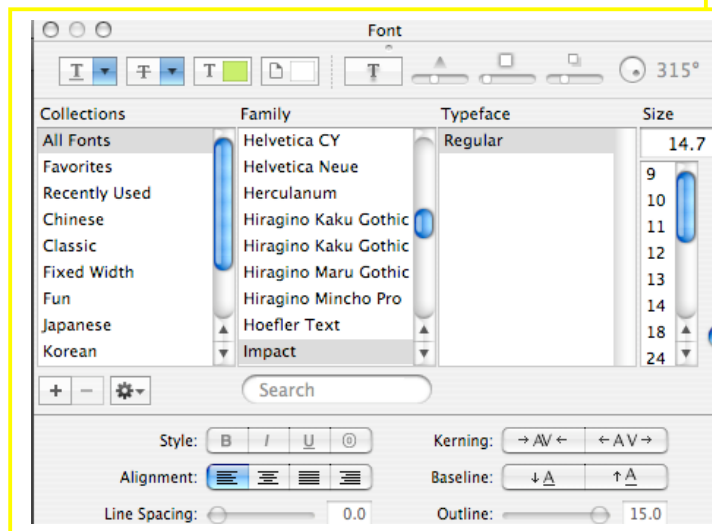 Font
T T T T 315°
Collections Family Typeface Size
All Fonts Helvetica CY Regular 14.7
Favorites Helvetica Neue 9
Recently Used Herculanum 10
Chinese Hiragino Kaku Gothic 11
Classic Hiragino Kaku Gothic 12
Fixed Width Hiragino Maru Gothic 13
Fun Hiragino Mincho Pro 14
Japanese Hoefler Text 18
Korean Impact 24
+ − Search
Style: B I U O Kerning: → AV ← ← A V →
Alignment: Baseline: ↓ A ↑ A
Line Spacing: 0.0 Outline: 15.0